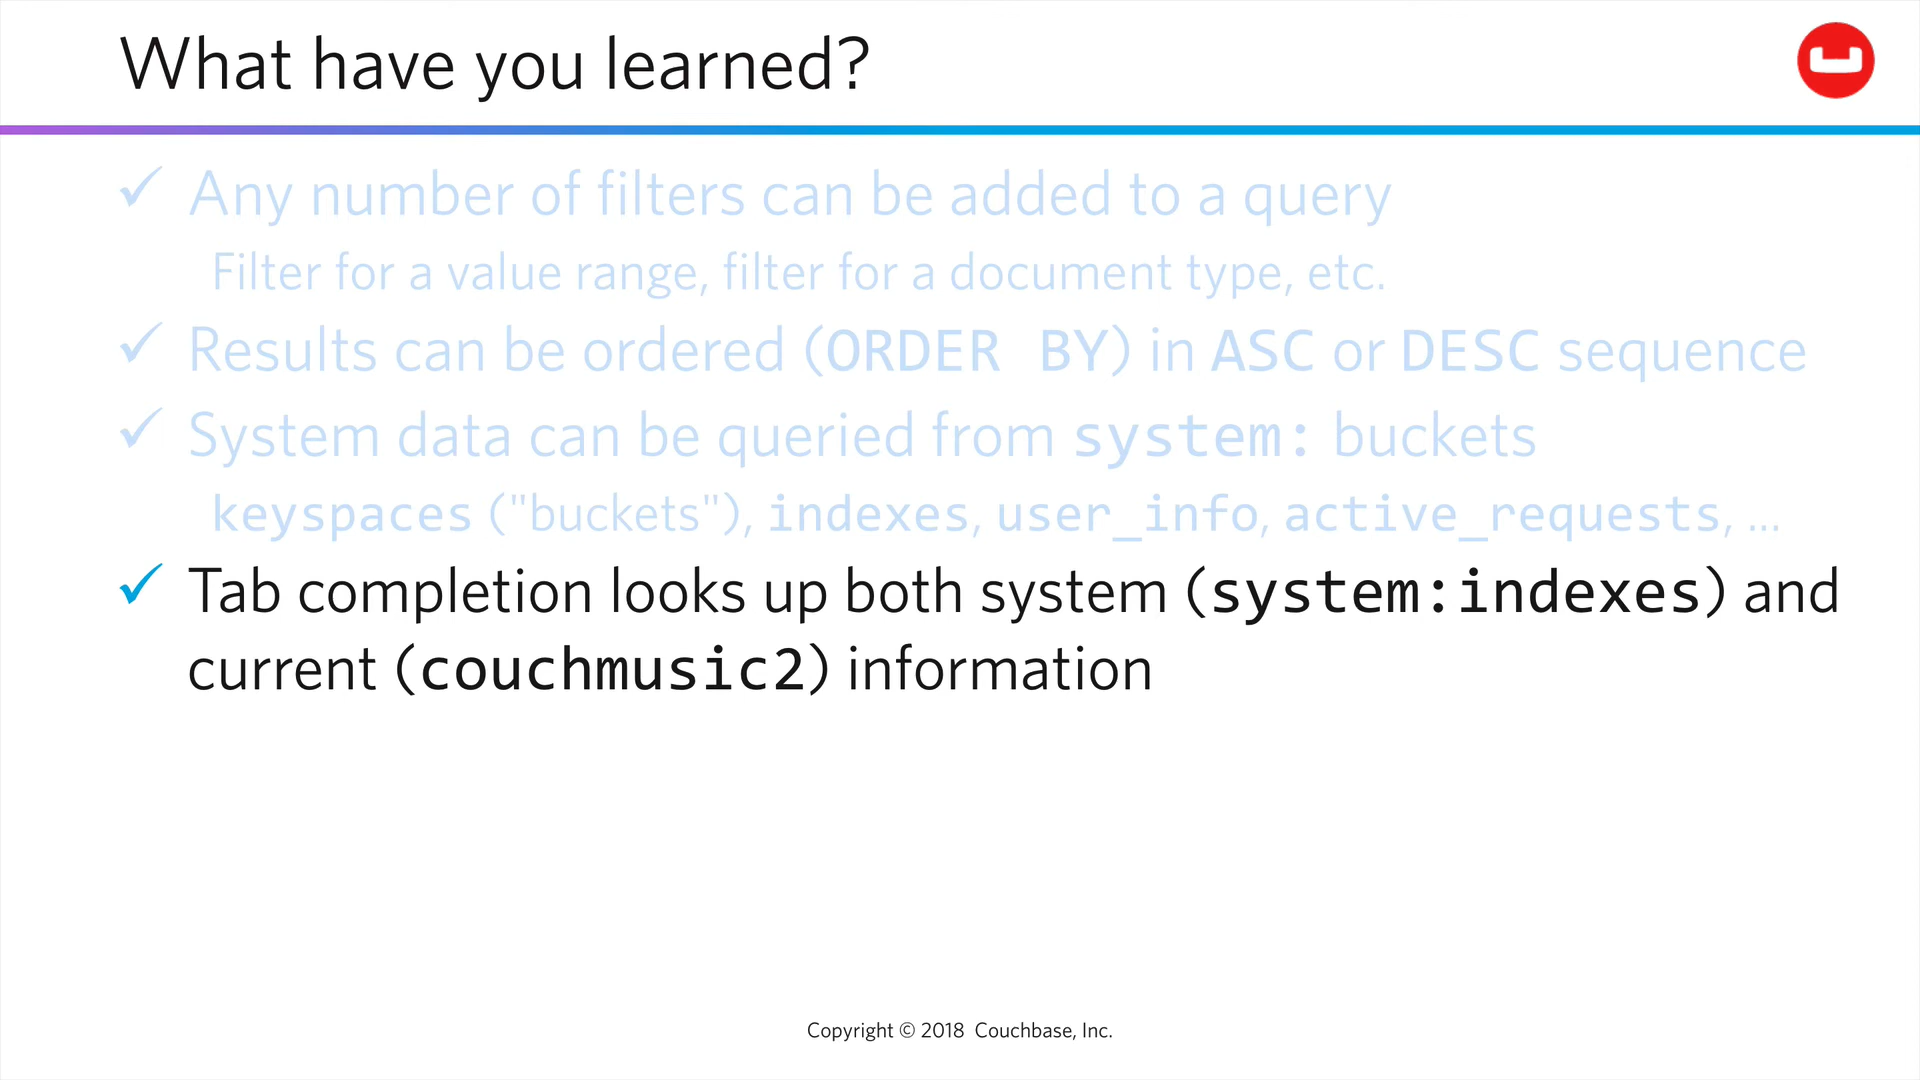 What have you learned?
✓ Any number of filters can be added to a query
Filter for a value range, filter for a document type, etc.
✓ Results can be ordered (ORDER BY) in ASC or DESC sequence
✓ System data can be queried from system: buckets
keyspaces ("buckets"), indexes, user_info, active_requests, ...
✓ Tab completion looks up both system (system:indexes) and
current (couchmusic2) information
Copyright © 2018 Couchbase, Inc.